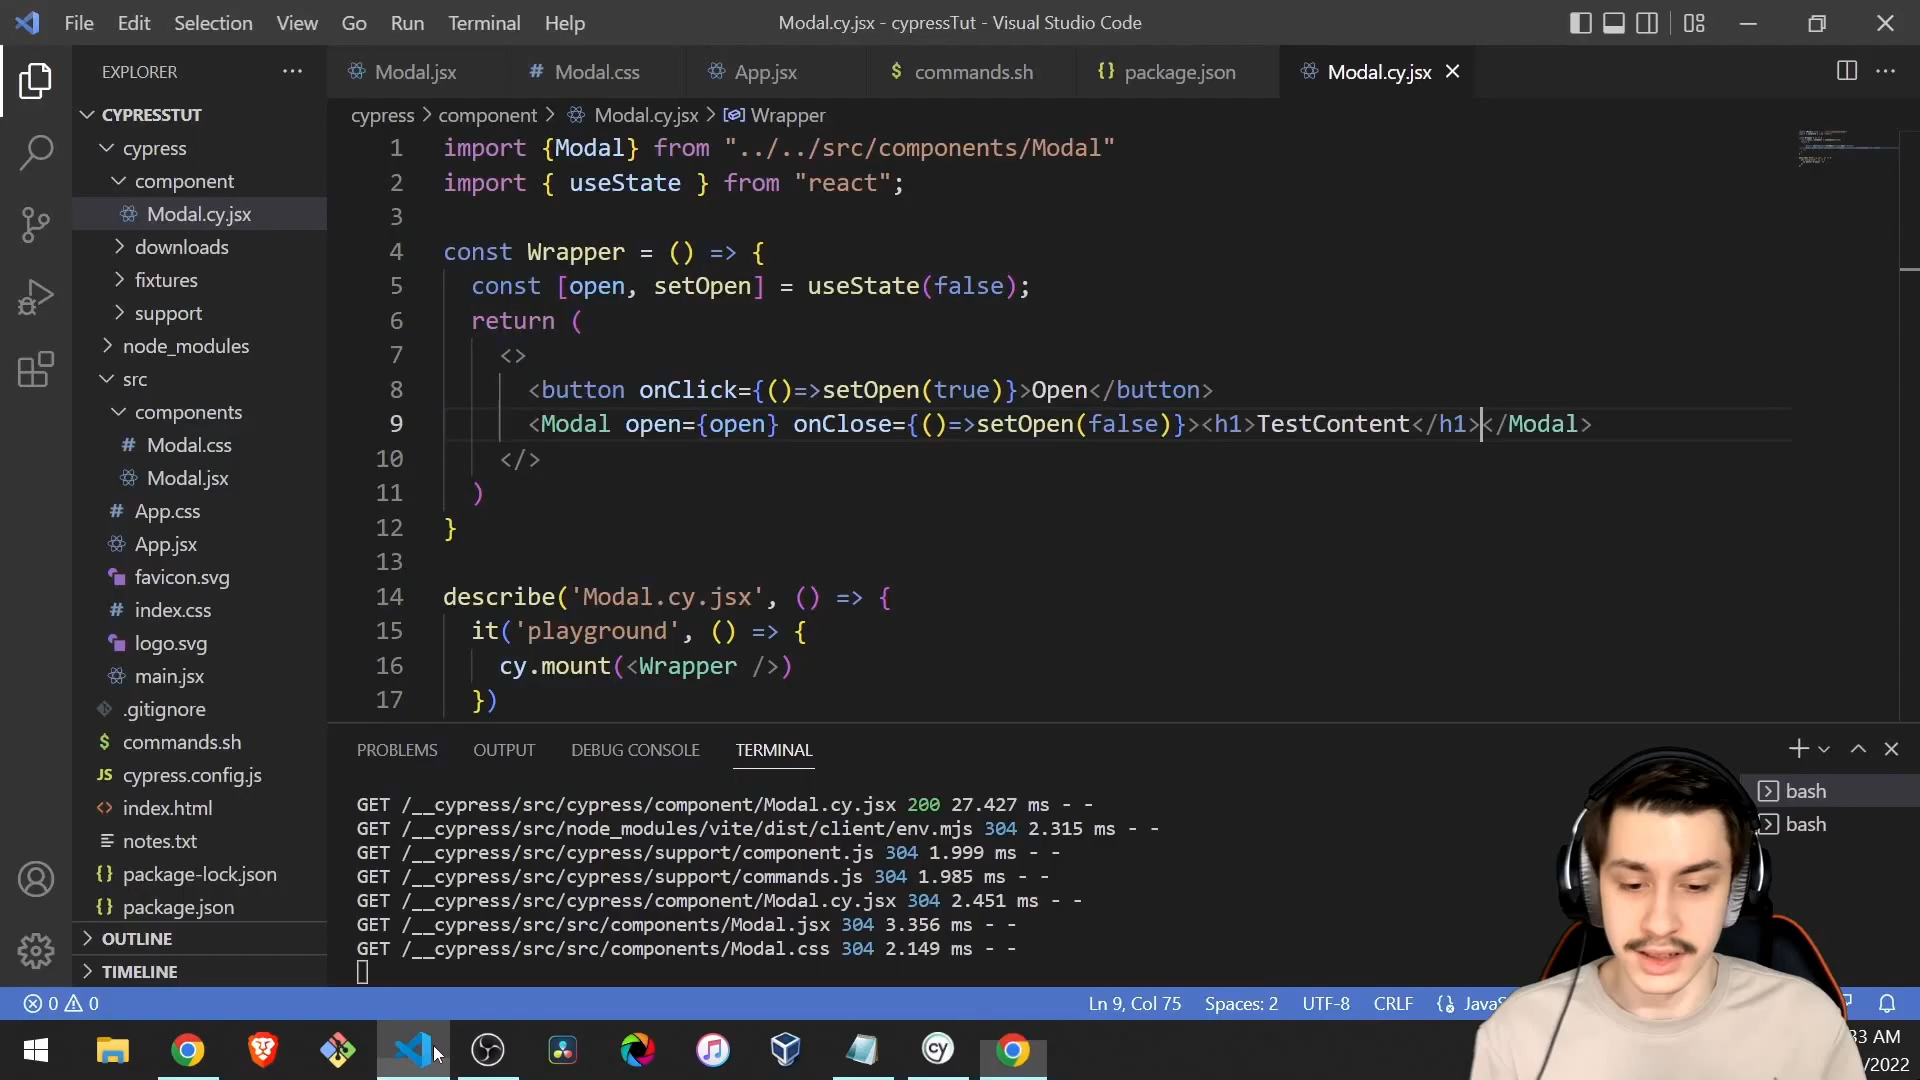 File Edit Selection View Go Run Terminal Help
Modal.cy.jsx - cypressTut - Visual Studio Code
EXPLORER
CYPRESSTUT
cypress
component
Modal.cy.jsx
downloads
fixtures
support
node_modules
src
components
Modal.css
Modal.jsx
App.css
App.jsx
favicon.svg
index.css
logo.svg
main.jsx
.gitignore
commands.sh
cypress.config.js
index.html
notes.txt
package-lock.json
package.json
OUTLINE
TIMELINE
Modal.jsx
Modal.css
App.jsx
commands.sh
package.json
Modal.cy.jsx
cypress > component > Modal.cy.jsx > Wrapper
1 import {Modal} from "../../src/components/Modal"
2 import { useState } from "react";
3
4 const Wrapper = () => {
5 const [open, setOpen] = useState(false);
6 return (
7 <>
8 <button onClick={()=>setOpen(true)}>Open</button>
9 <Modal open={open} onClose={()=>setOpen(false)}><h1>TestContent</h1></Modal>
10 </>
11 )
12 }
13
14 describe('Modal.cy.jsx', () => {
15 it('playground', () => {
16 cy.mount(<Wrapper />)
17 })
PROBLEMS OUTPUT DEBUG CONSOLE TERMINAL
GET /__cypress/src/cypress/component/Modal.cy.jsx 200 27.427 ms - -
GET /__cypress/src/node_modules/vite/dist/client/env.mjs 304 2.315 ms - -
GET /__cypress/src/cypress/support/component.js 304 1.999 ms - -
GET /__cypress/src/cypress/support/commands.js 304 1.985 ms - -
GET /__cypress/src/cypress/component/Modal.cy.jsx 304 2.451 ms - -
GET /__cypress/src/src/components/Modal.jsx 304 3.356 ms - -
GET /__cypress/src/src/components/Modal.css 304 2.149 ms - -
bash
bash
0 0
Ln 9, Col 75 Spaces: 2 UTF-8 CRLF
cy
AM
/2022